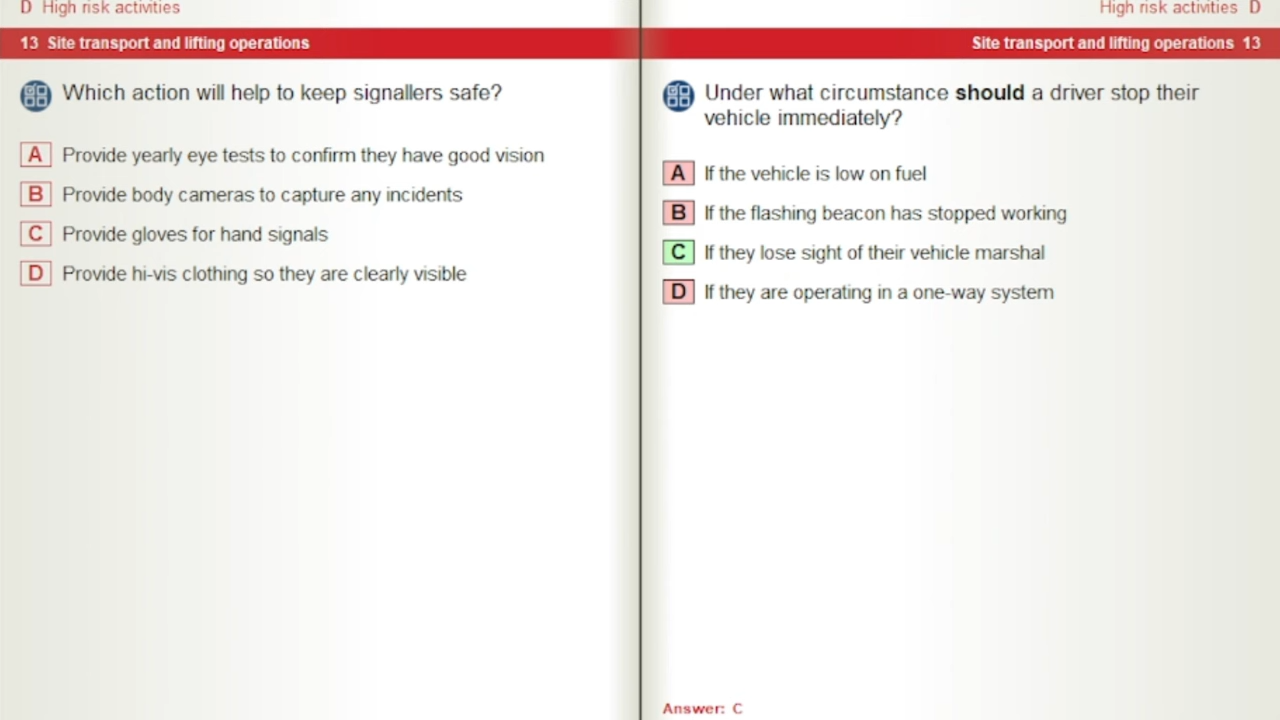 D High risk activities
13 Site transport and lifting operations
Which action will help to keep signallers safe?
A Provide yearly eye tests to confirm they have good vision
B Provide body cameras to capture any incidents
C Provide gloves for hand signals
D Provide hi-vis clothing so they are clearly visible
High risk activities D
Site transport and lifting operations 13
Under what circumstance should a driver stop their
vehicle immediately?
A If the vehicle is low on fuel
B If the flashing beacon has stopped working
C If they lose sight of their vehicle marshal
D If they are operating in a one-way system
Answer: C